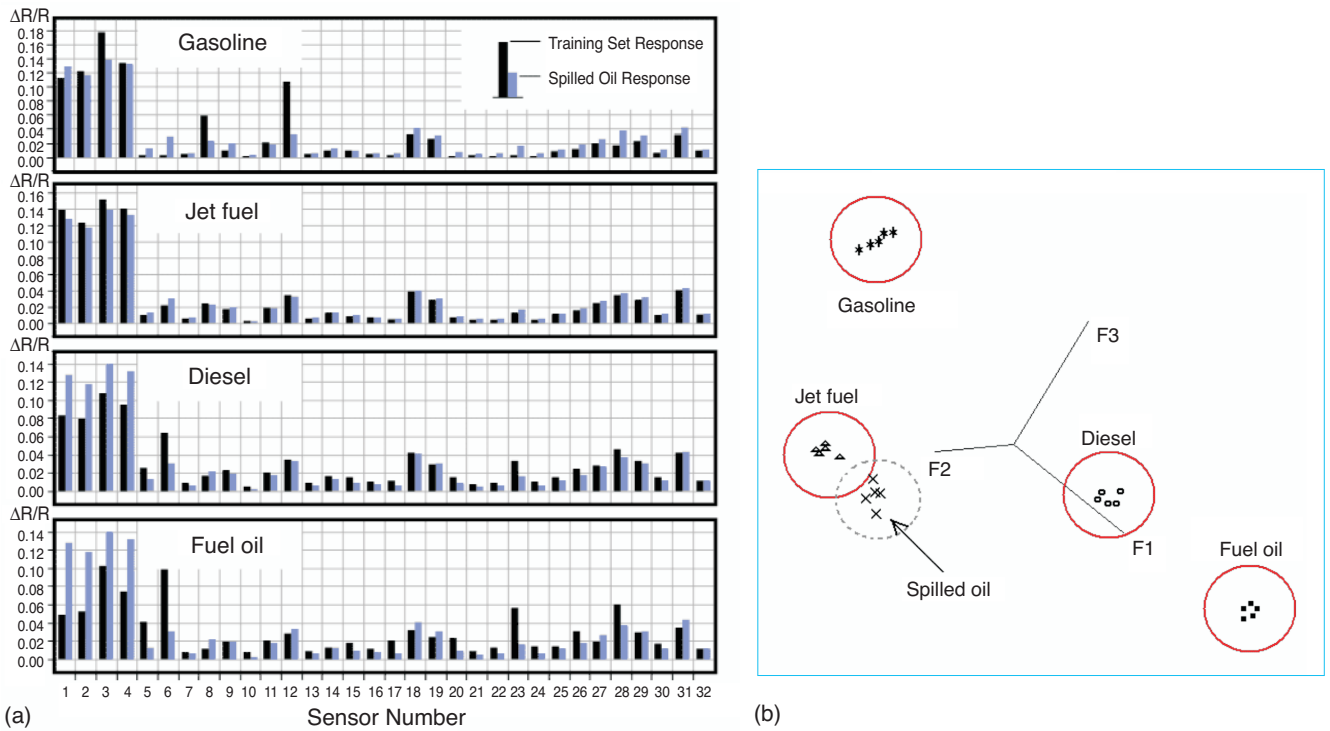 ΔR/R
0.18
0.16
0.14
0.12
0.10
0.08
0.06
0.04
0.02
0.00
Gasoline
Training Set Response
Spilled Oil Response
ΔR/R
0.16
0.14
0.12
0.10
0.08
0.06
0.04
0.02
0.00
Jet fuel
ΔR/R
0.14
0.12
0.10
0.08
0.06
0.04
0.02
0.00
Diesel
ΔR/R
0.14
0.12
0.10
0.08
0.06
0.04
0.02
0.00
Fuel oil
1 2 3 4 5 6 7 8 9 10 11 12 13 14 15 16 17 18 19 20 21 22 23 24 25 26 27 28 29 30 31 32
Sensor Number
(a)
Gasoline
F3
Jet fuel
Diesel
F2
F1
Fuel oil
Spilled oil
(b)